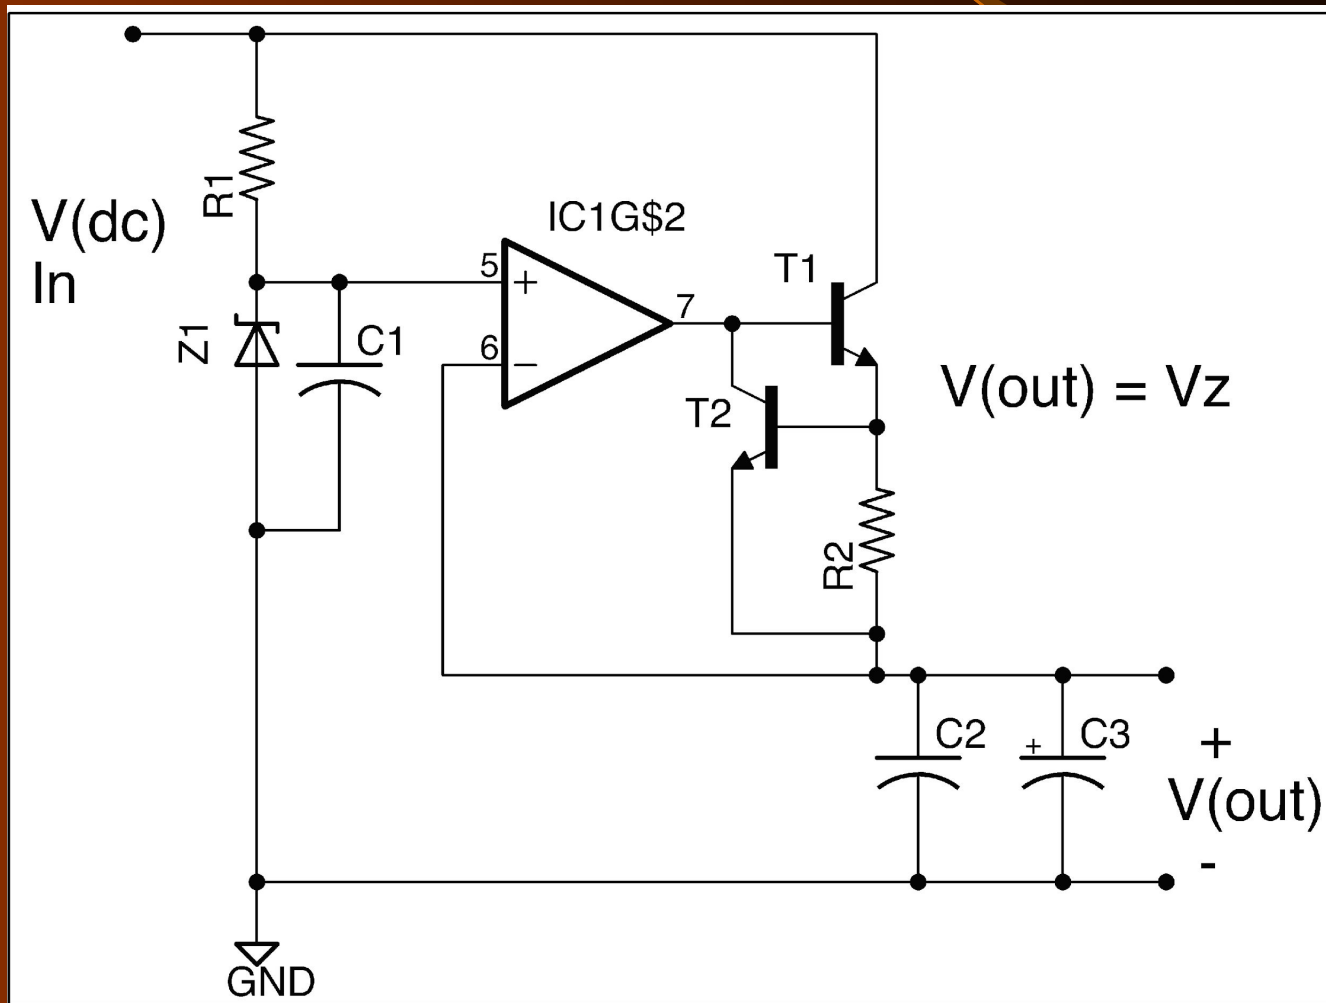 V(dc)
In
R1
Z1
C1
5
+
6
−
IC1G$2
7
T1
T2
R2
V(out) = Vz
C2
+
C3
+
V(out)
-
GND